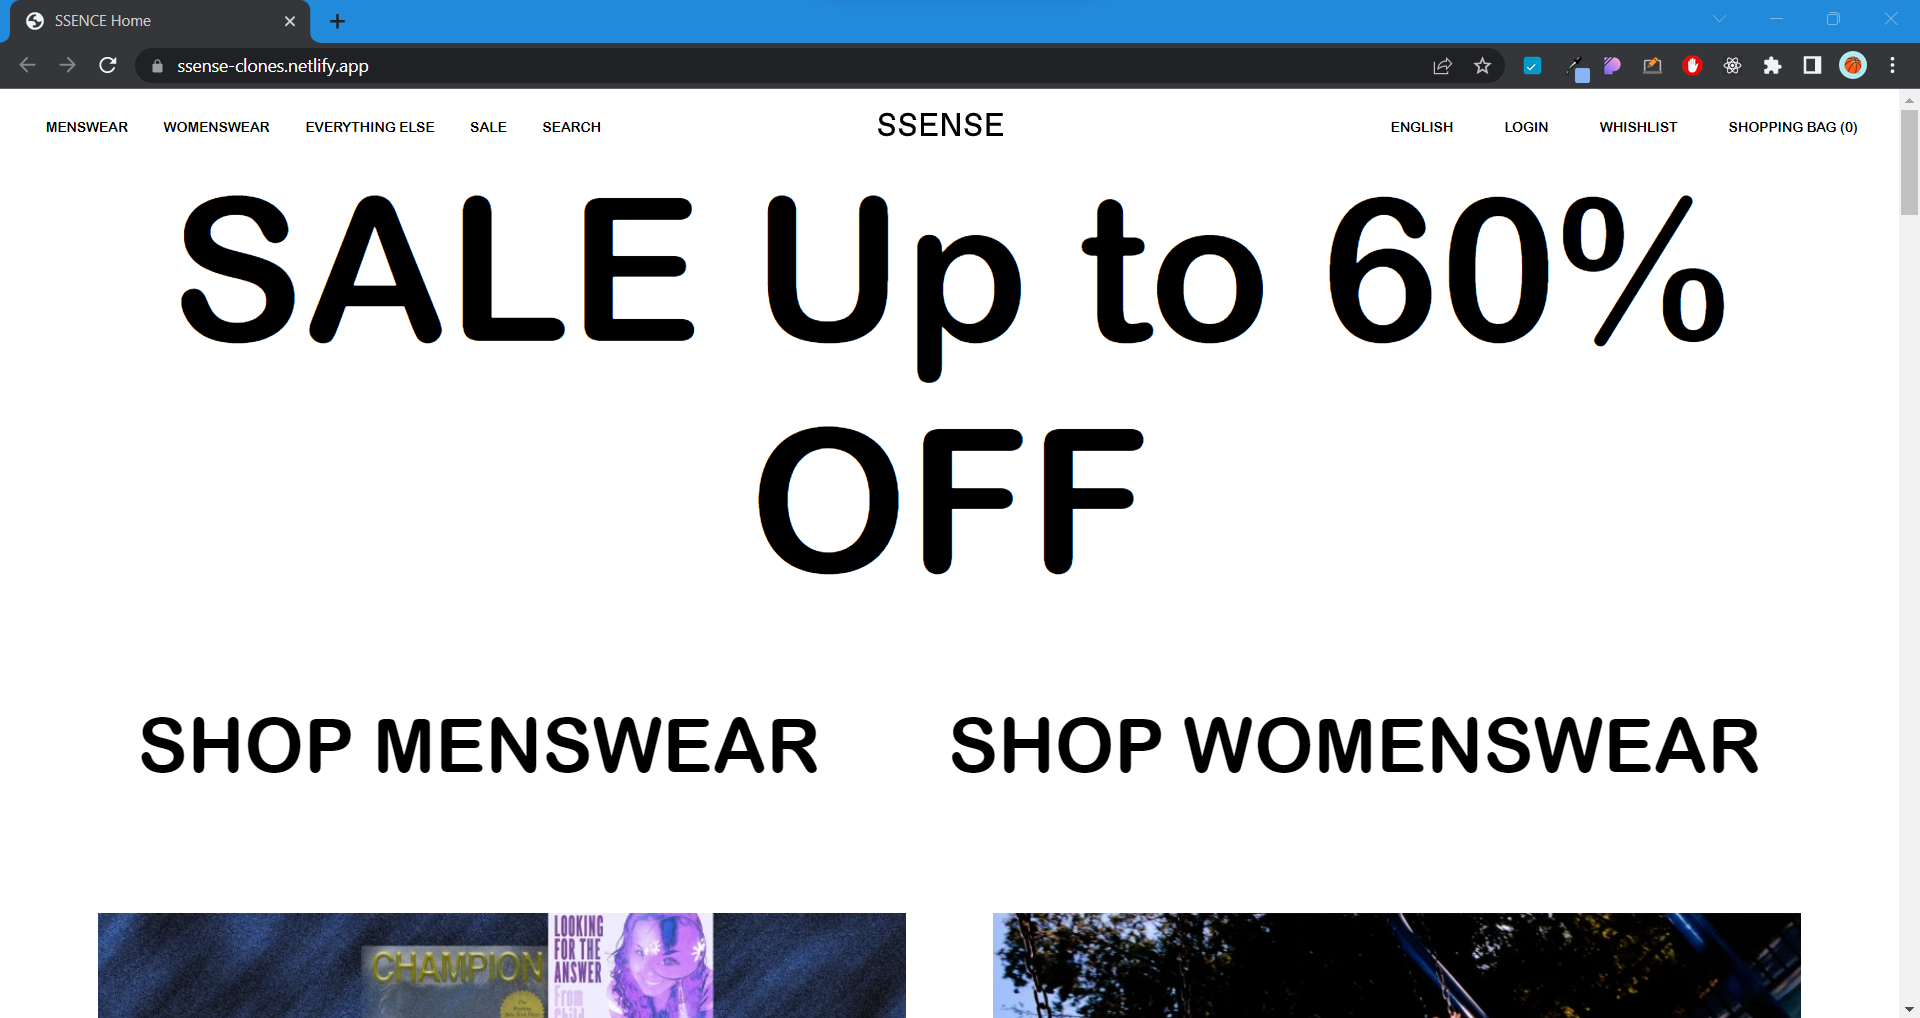 SSENCE Home
ssense-clones.netlify.app
MENSWEAR WOMENSWEAR EVERYTHING ELSE SALE SEARCH SSENSE ENGLISH LOGIN WHISHLIST SHOPPING BAG (0)
SALE Up to 60%
OFF
SHOP MENSWEAR SHOP WOMENSWEAR
LOOKING
FOR THE
ANSWER
CHAMPION
From